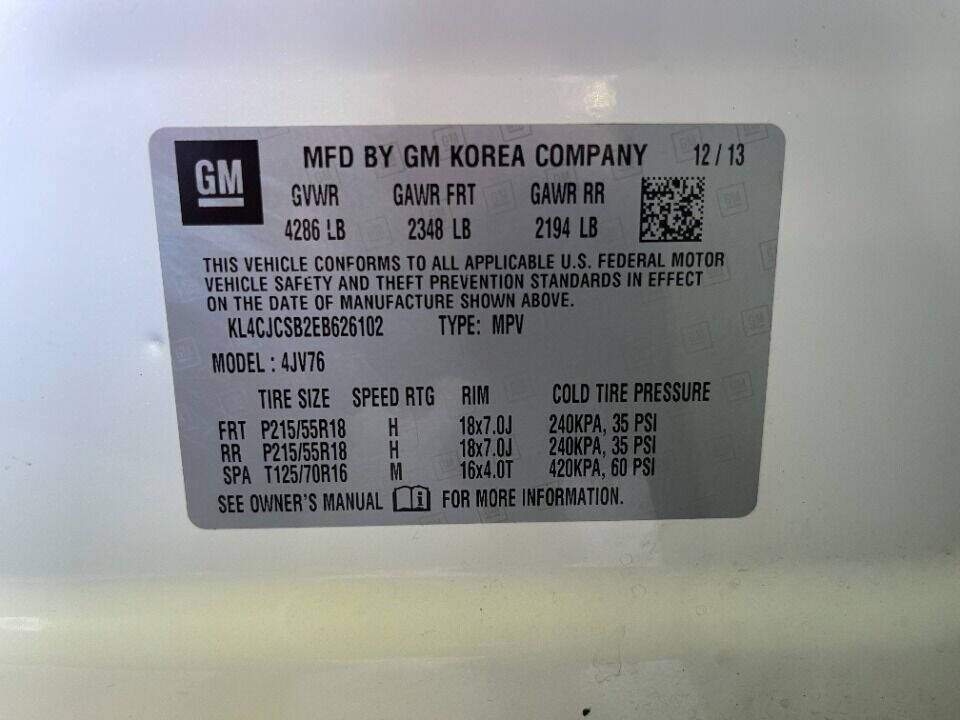 GM MFD BY GM KOREA COMPANY 12 / 13
GVWR GAWR FRT GAWR RR
4286 LB 2348 LB 2194 LB
THIS VEHICLE CONFORMS TO ALL APPLICABLE U.S. FEDERAL MOTOR
VEHICLE SAFETY AND THEFT PREVENTION STANDARDS IN EFFECT
ON THE DATE OF MANUFACTURE SHOWN ABOVE.
KL4CJCSB2EB626102 TYPE: MPV
MODEL : 4JV76
TIRE SIZE SPEED RTG RIM COLD TIRE PRESSURE
FRT P215/55R18 H 18x7.0J 240KPA, 35 PSI
RR P215/55R18 H 18x7.0J 240KPA, 35 PSI
SPA T125/70R16 M 16x4.0T 420KPA, 60 PSI
SEE OWNER'S MANUAL i FOR MORE INFORMATION.